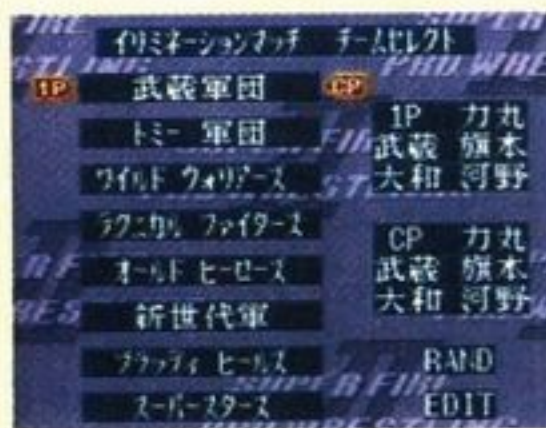 イリミネーションマッチ チームセレクト
1P 武蔵軍団 CP
トミー 軍団
ワイルド ウォリアーズ
テクニカル ファイターズ
オールド ヒーローズ
新世代軍
ブラッディ ヒールズ
スーパースターズ
1P 力丸
武蔵 旗本
大和 河野
CP 力丸
武蔵 旗本
大和 河野
RAND
EDIT